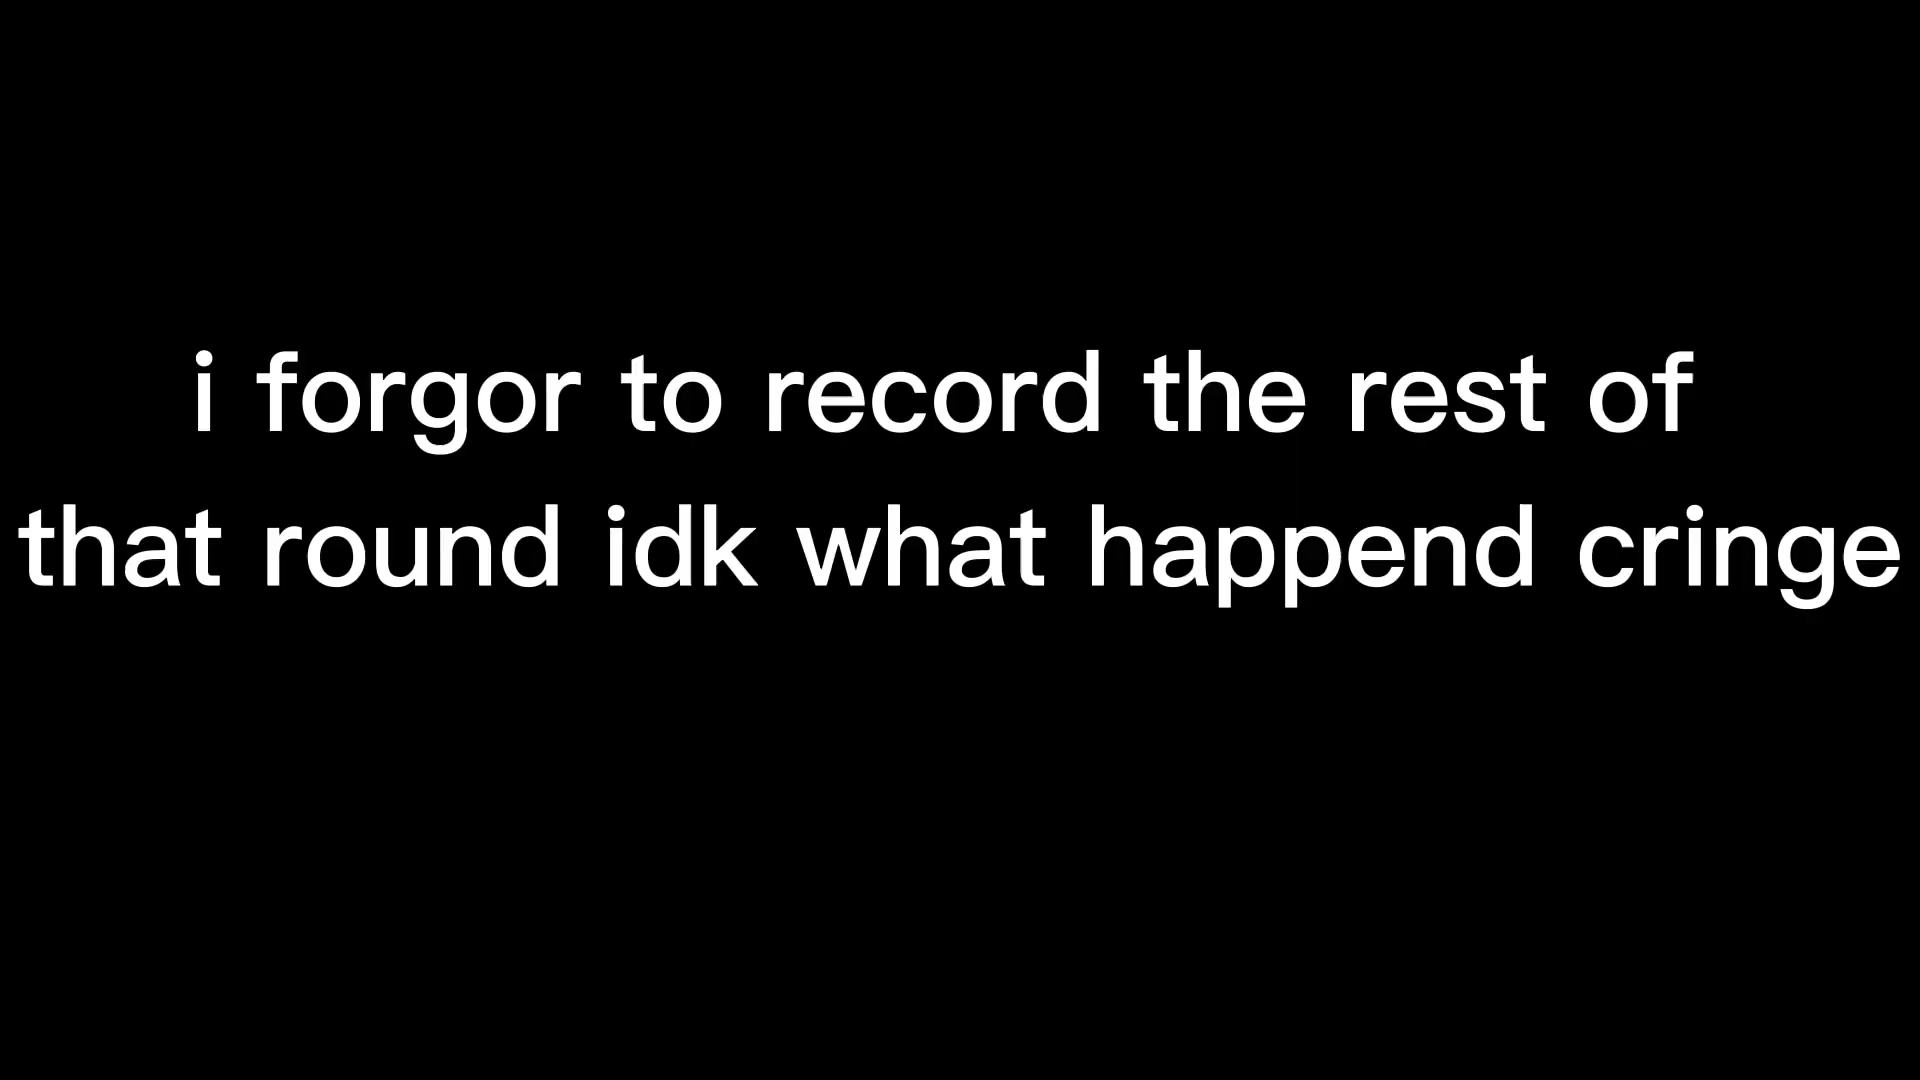 i forgor to record the rest of
that round idk what happend cringe